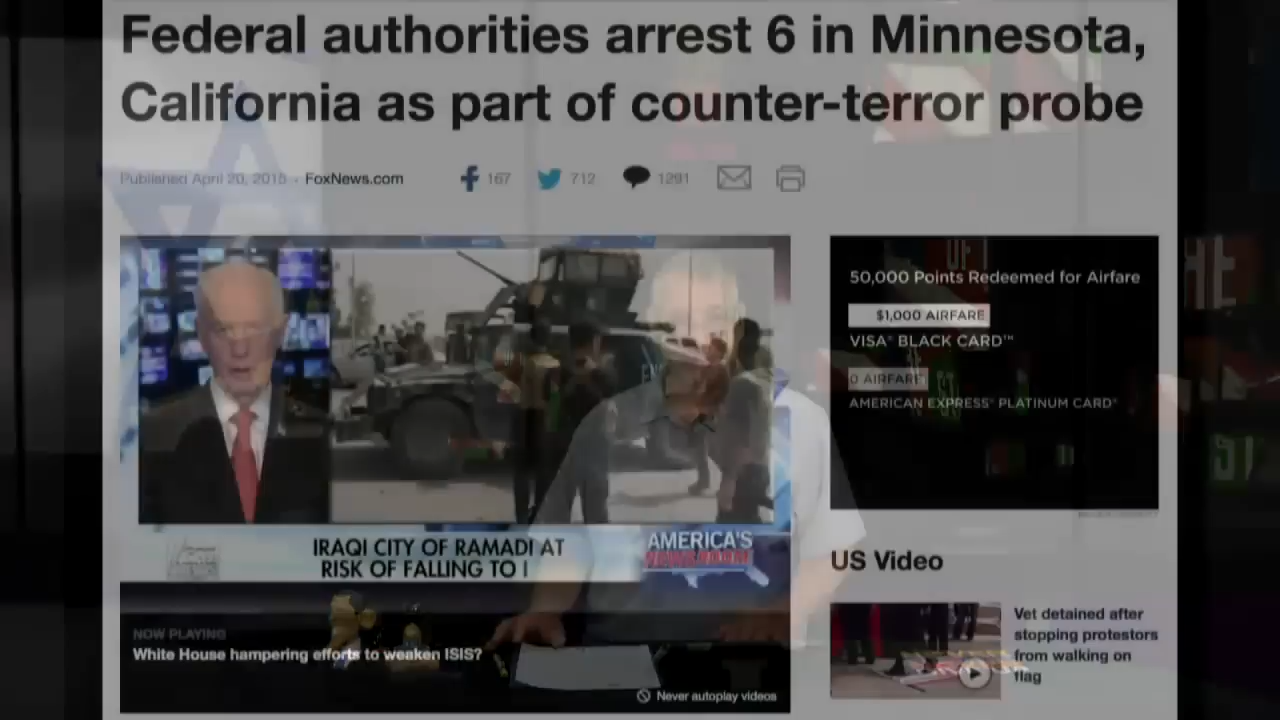 Federal authorities arrest 6 in Minnesota,
California as part of counter-terror probe
Published April 20, 2015 · FoxNews.com 167 712 1291
50,000 Points Redeemed for Airfare
$1,000 AIRFARE
VISA® BLACK CARD™
0 AIRFARE
AMERICAN EXPRESS® PLATINUM CARD®
IRAQI CITY OF RAMADI AT
RISK OF FALLING TO I
AMERICA'S
NEWSROOM
NOW PLAYING
White House hampering efforts to weaken ISIS?
Never autoplay videos
US Video
Vet detained after
stopping protestors
from walking on
flag